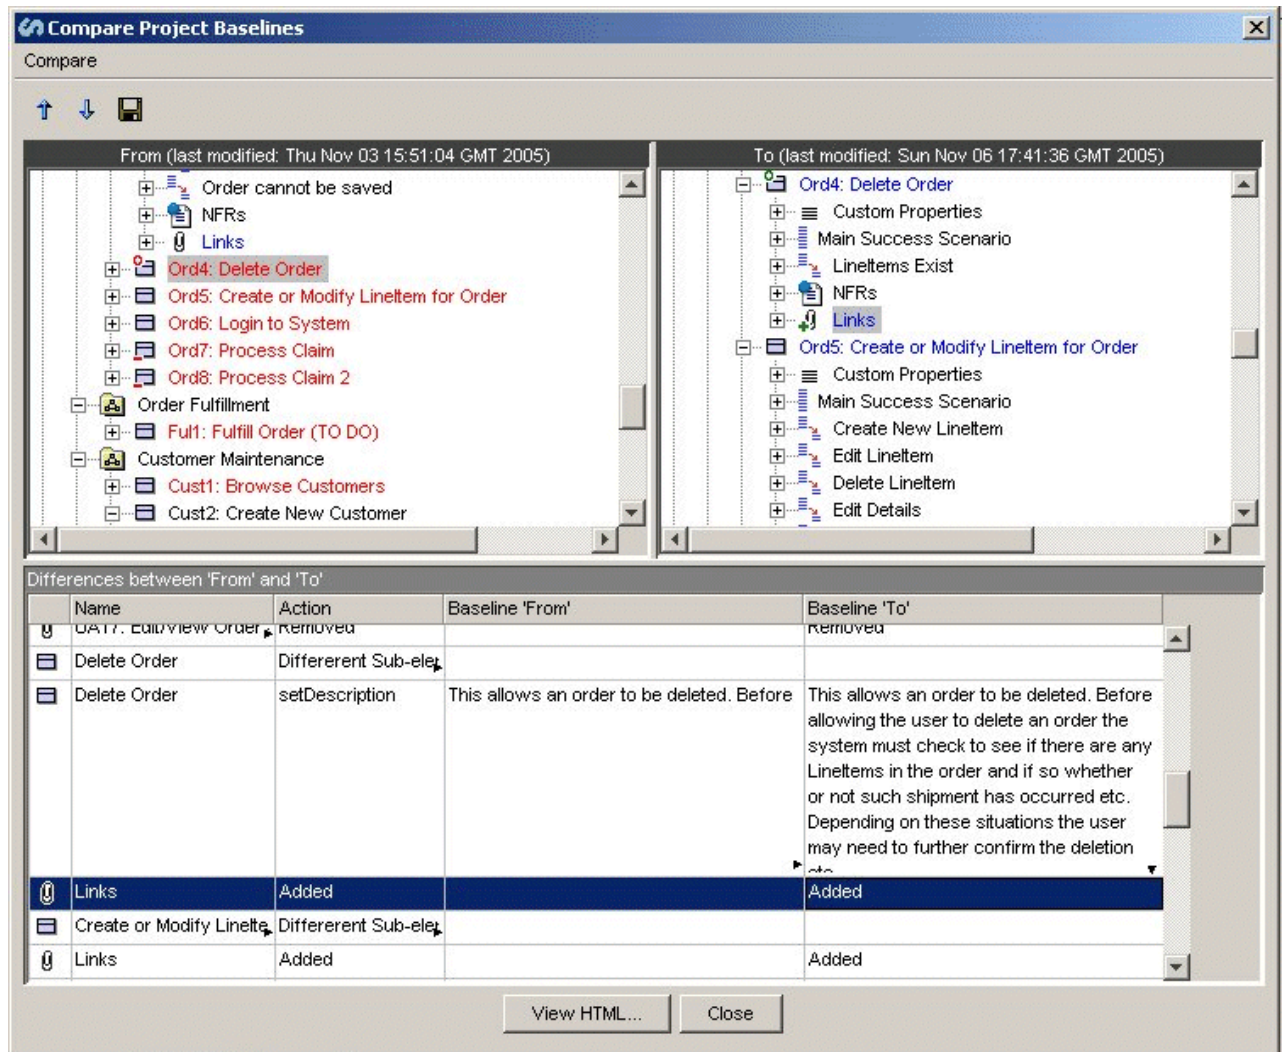 Compare Project Baselines
Compare
From (last modified: Thu Nov 03 15:51:04 GMT 2005)
Order cannot be saved
NFRs
Links
Ord4: Delete Order
Ord5: Create or Modify LineItem for Order
Ord6: Login to System
Ord7: Process Claim
Ord8: Process Claim 2
Order Fulfillment
Ful1: Fulfill Order (TO DO)
Customer Maintenance
Cust1: Browse Customers
Cust2: Create New Customer
To (last modified: Sun Nov 06 17:41:36 GMT 2005)
Ord4: Delete Order
Custom Properties
Main Success Scenario
LineItems Exist
NFRs
Links
Ord5: Create or Modify LineItem for Order
Custom Properties
Main Success Scenario
Create New LineItem
Edit LineItem
Delete LineItem
Edit Details
Differences between 'From' and 'To'
Name Action Baseline 'From' Baseline 'To'
UA17: Edit/View Order Removed Removed
Delete Order Differerent Sub-eler
Delete Order setDescription This allows an order to be deleted. Before This allows an order to be deleted. Before
allowing the user to delete an order the
system must check to see if there are any
LineItems in the order and if so whether
or not such shipment has occurred etc.
Depending on these situations the user
may need to further confirm the deletion
etc.
Links Added Added
Create or Modify LineIte Differerent Sub-eler
Links Added Added
View HTML... Close